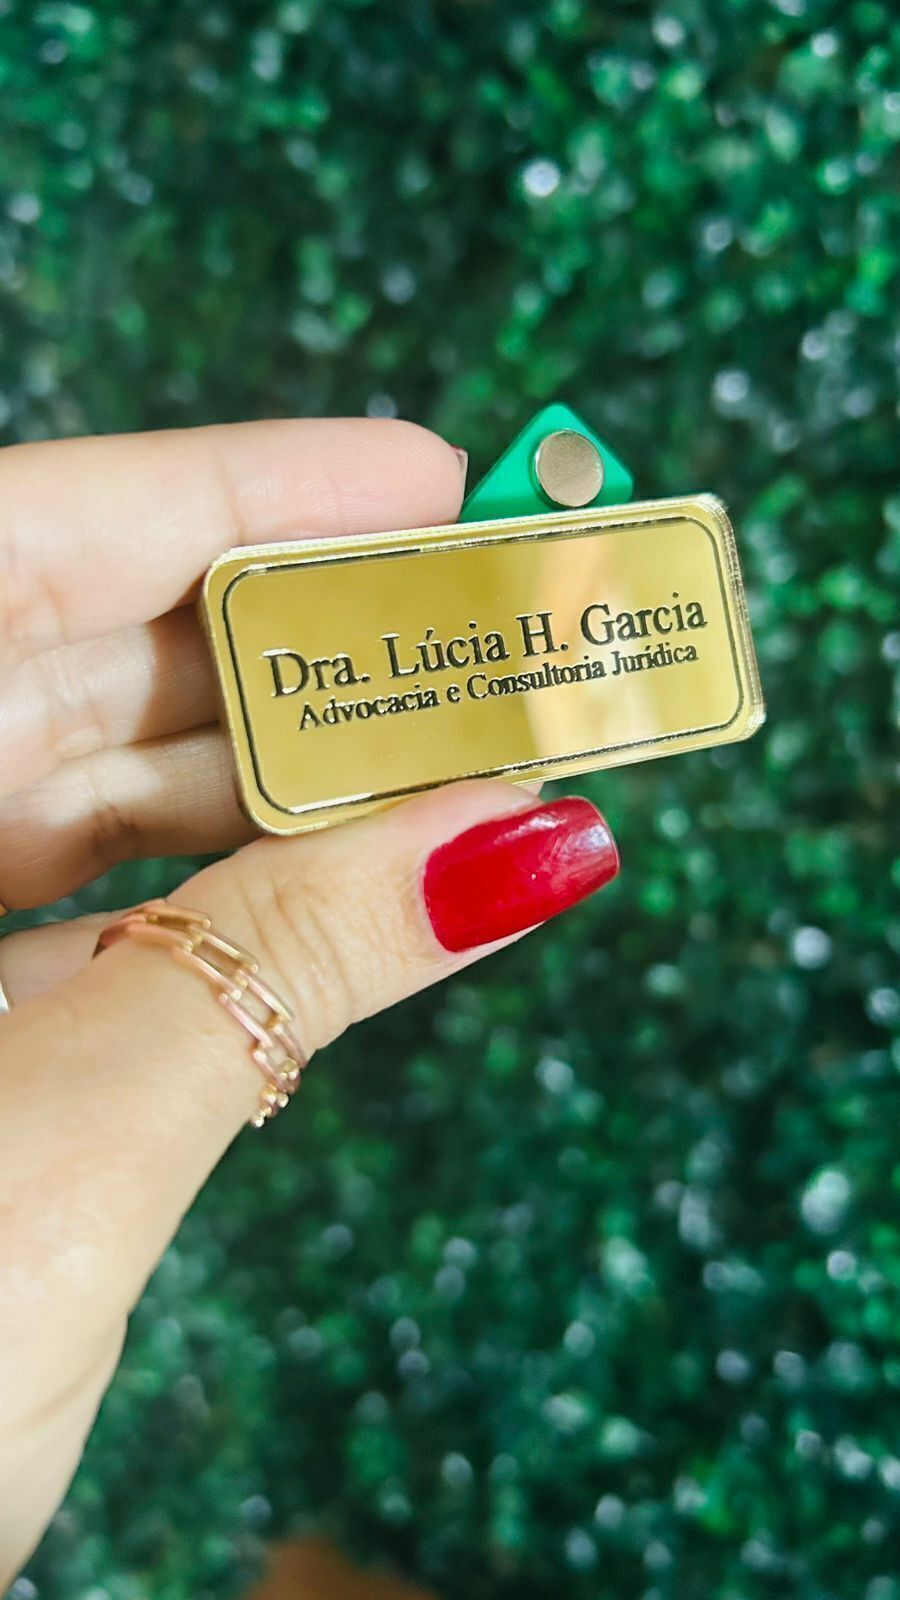 Dra. Lúcia H. Garcia
Advocacia e Consultoria Jurídica